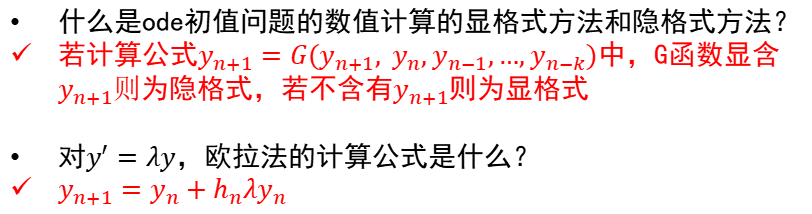 • 什么是ode初值问题的数值计算的显格式方法和隐格式方法？
✓ 若计算公式$y_{n+1} = G(y_{n+1}, y_n, y_{n-1}, \ldots, y_{n-k})$中，G函数显含
$y_{n+1}$则为隐格式，若不含有$y_{n+1}$则为显格式
• 对$y' = \lambda y$，欧拉法的计算公式是什么？
✓ $y_{n+1} = y_n + h_n \lambda y_n$